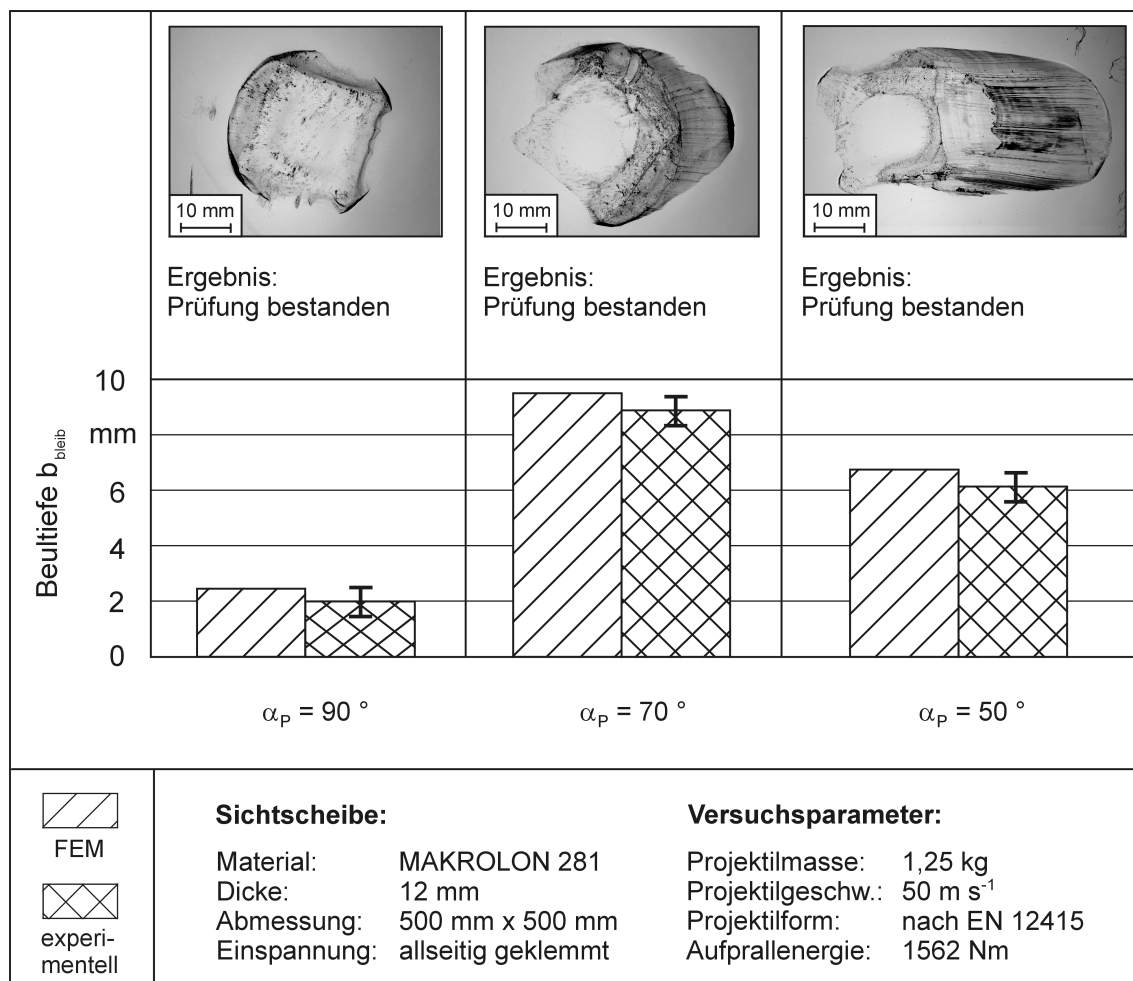 10 mm
10 mm
10 mm
Ergebnis:
Prüfung bestanden
Ergebnis:
Prüfung bestanden
Ergebnis:
Prüfung bestanden
Beultiefe b_bleib
10
mm
6
4
2
0
α_P = 90 °
α_P = 70 °
α_P = 50 °
FEM
experi-
mentell
Sichtscheibe:
Material: MAKROLON 281
Dicke: 12 mm
Abmessung: 500 mm x 500 mm
Einspannung: allseitig geklemmt
Versuchsparameter:
Projektilmasse: 1,25 kg
Projektilgeschw.: 50 m s⁻¹
Projektilform: nach EN 12415
Aufprallenergie: 1562 Nm